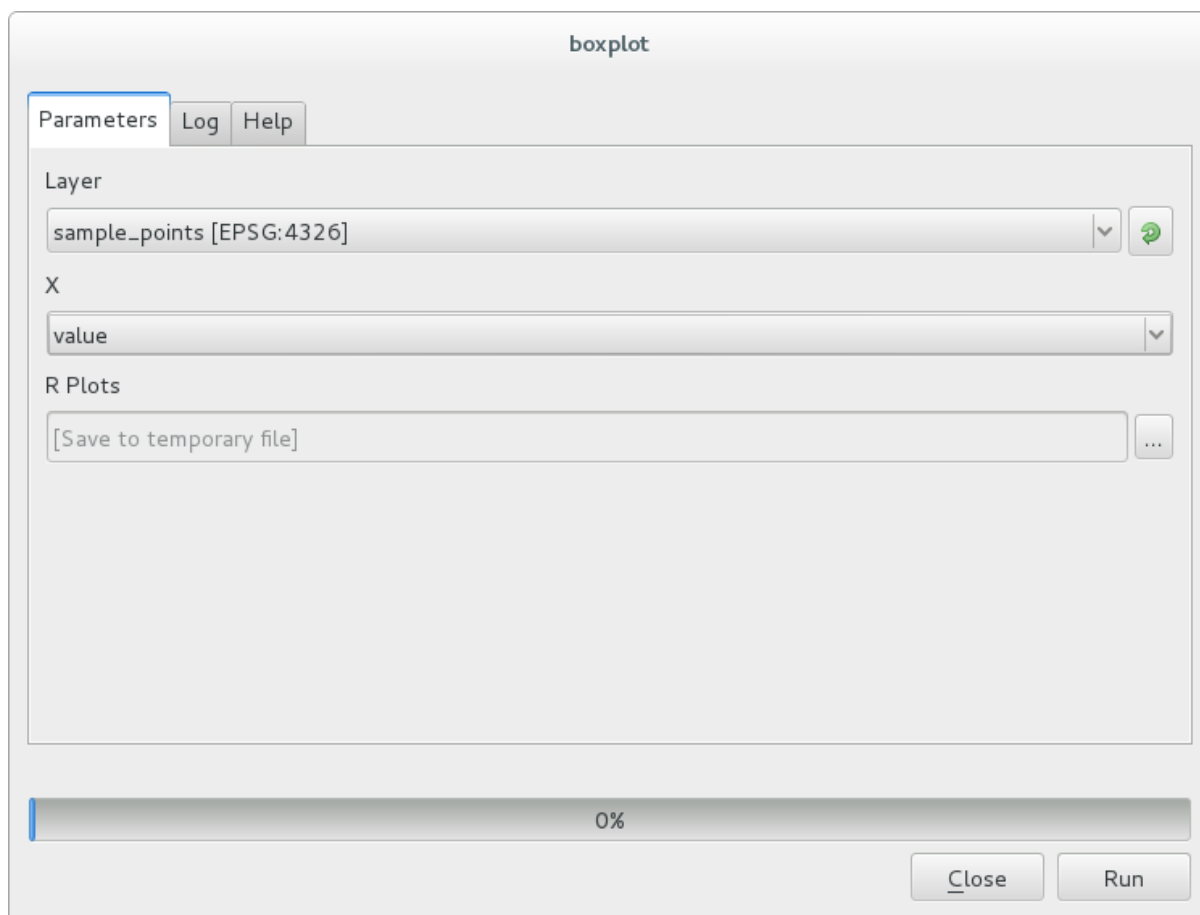 boxplot
Parameters Log Help
Layer
sample_points [EPSG:4326]
X
value
R Plots
[Save to temporary file] ...
0%
Close Run